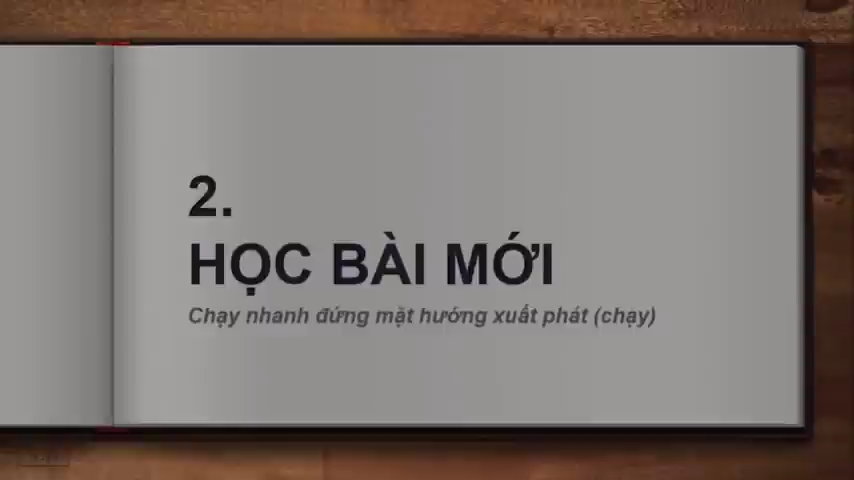 2.
HỌC BÀI MỚI
Chạy nhanh đứng mặt hướng xuất phát (chạy)